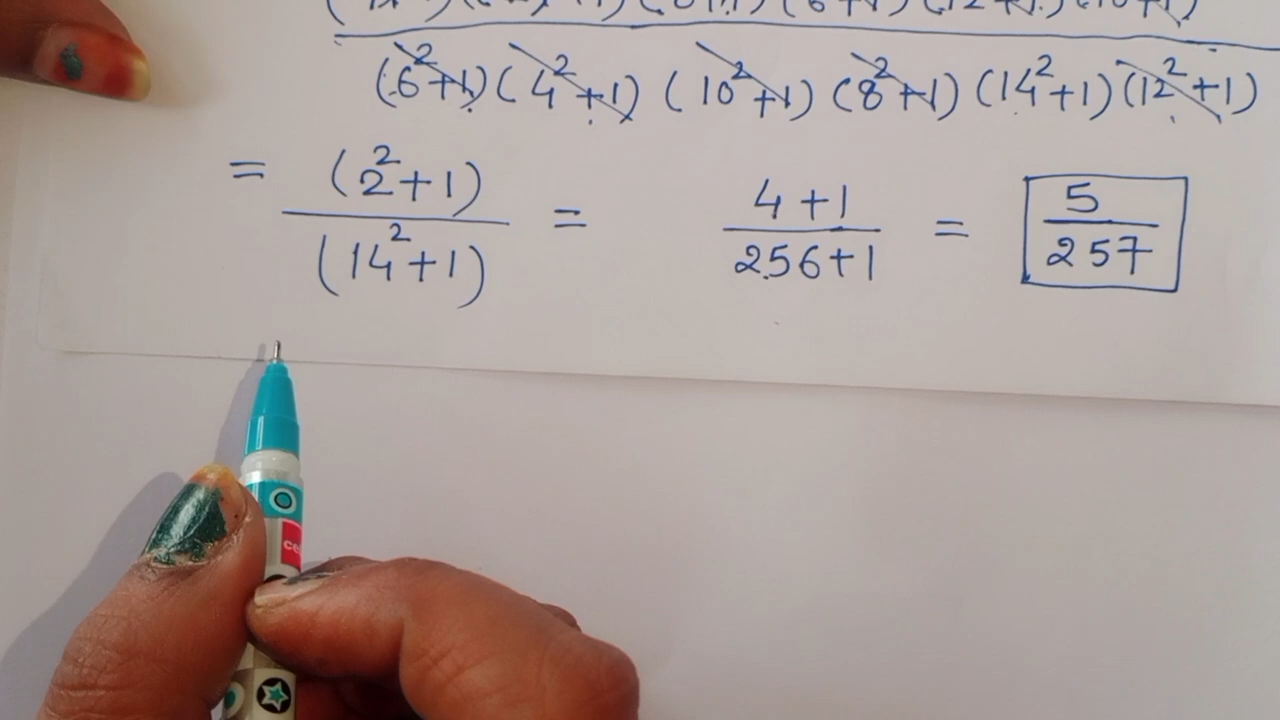 (6²+1)(4²+1)(10²+1)(8²+1)(14²+1)(12²+1)
= (2²+1)/(14²+1) = 4+1/256+1 = 5/257
ce